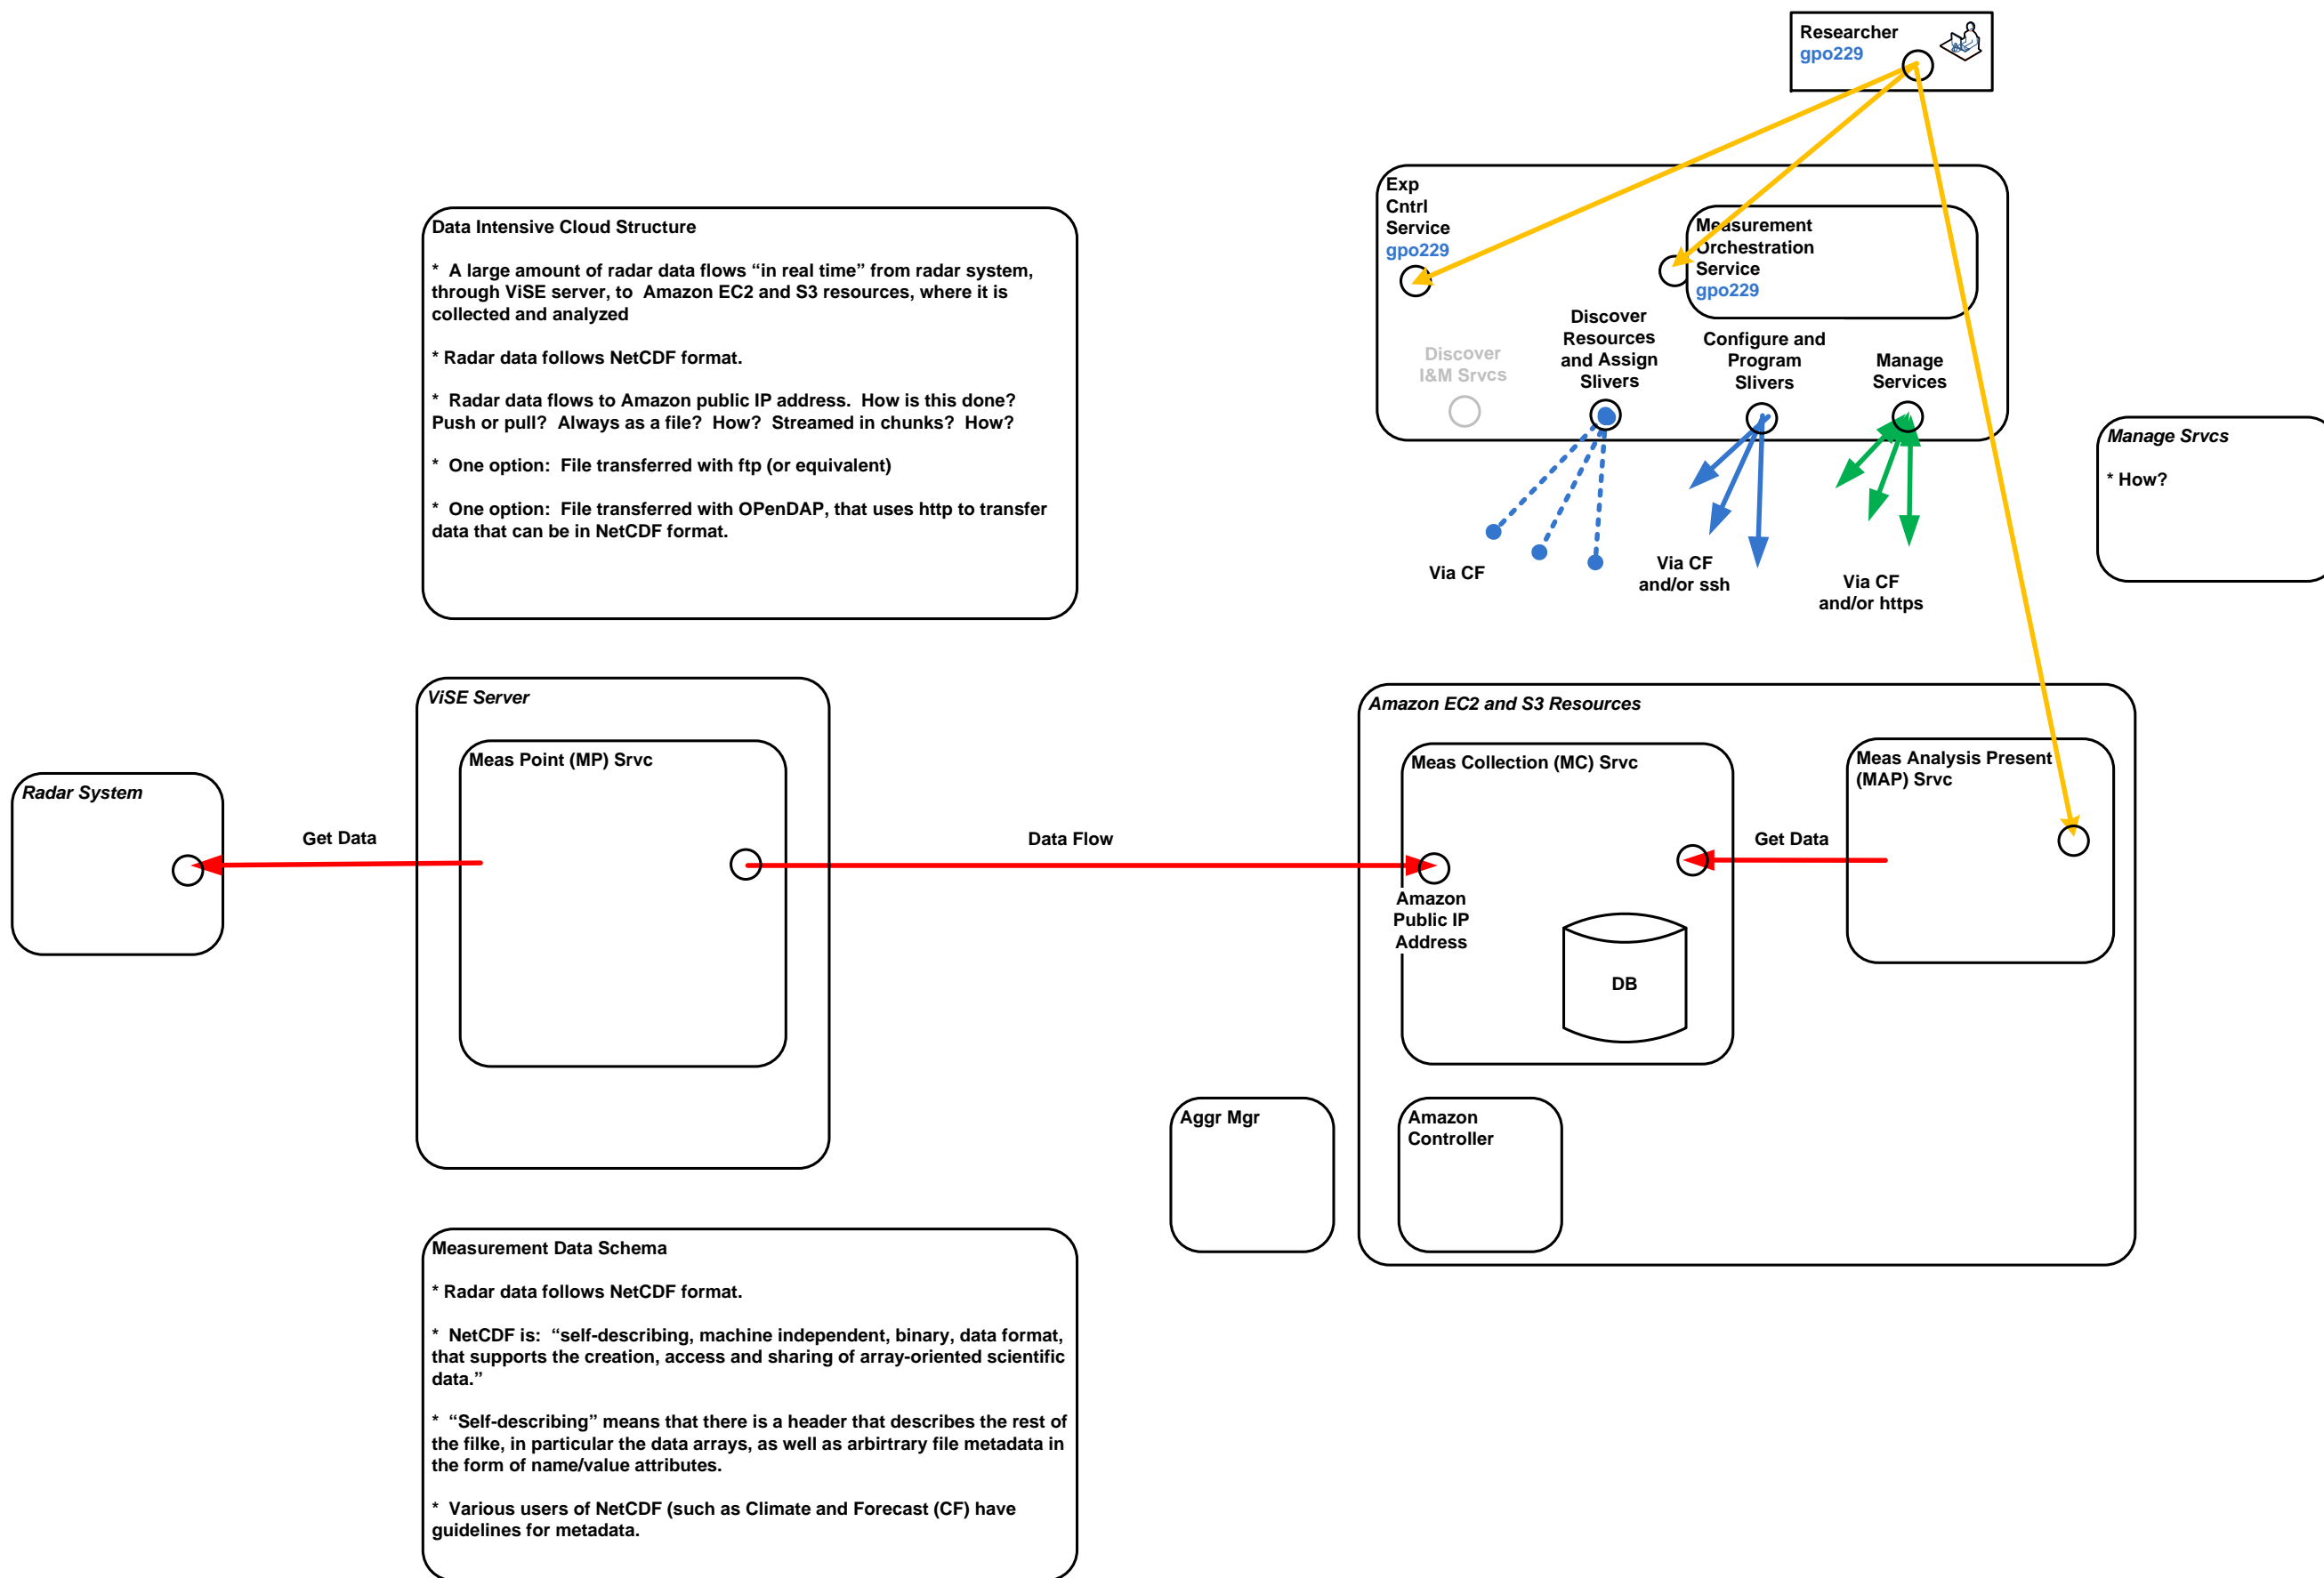 Researcher
gpo229
Exp
Cntrl
Service
gpo229
Measurement
Orchestration
Service
gpo229
Discover
I&M Srvcs
Discover
Resources
and Assign
Slivers
Configure and
Program
Slivers
Manage
Services
Via CF
Via CF
and/or ssh
Via CF
and/or https
Manage Srvcs
* How?
Data Intensive Cloud Structure
* A large amount of radar data flows “in real time” from radar system,
through ViSE server, to Amazon EC2 and S3 resources, where it is
collected and analyzed
* Radar data follows NetCDF format.
* Radar data flows to Amazon public IP address. How is this done?
Push or pull? Always as a file? How? Streamed in chunks? How?
* One option: File transferred with ftp (or equivalent)
* One option: File transferred with OPenDAP, that uses http to transfer
data that can be in NetCDF format.
Radar System
Get Data
ViSE Server
Meas Point (MP) Srvc
Data Flow
Amazon EC2 and S3 Resources
Meas Collection (MC) Srvc
Amazon
Public IP
Address
DB
Get Data
Meas Analysis Present
(MAP) Srvc
Aggr Mgr
Amazon
Controller
Measurement Data Schema
* Radar data follows NetCDF format.
* NetCDF is: “self-describing, machine independent, binary, data format,
that supports the creation, access and sharing of array-oriented scientific
data.”
* “Self-describing” means that there is a header that describes the rest of
the filke, in particular the data arrays, as well as arbirtrary file metadata in
the form of name/value attributes.
* Various users of NetCDF (such as Climate and Forecast (CF) have
guidelines for metadata.